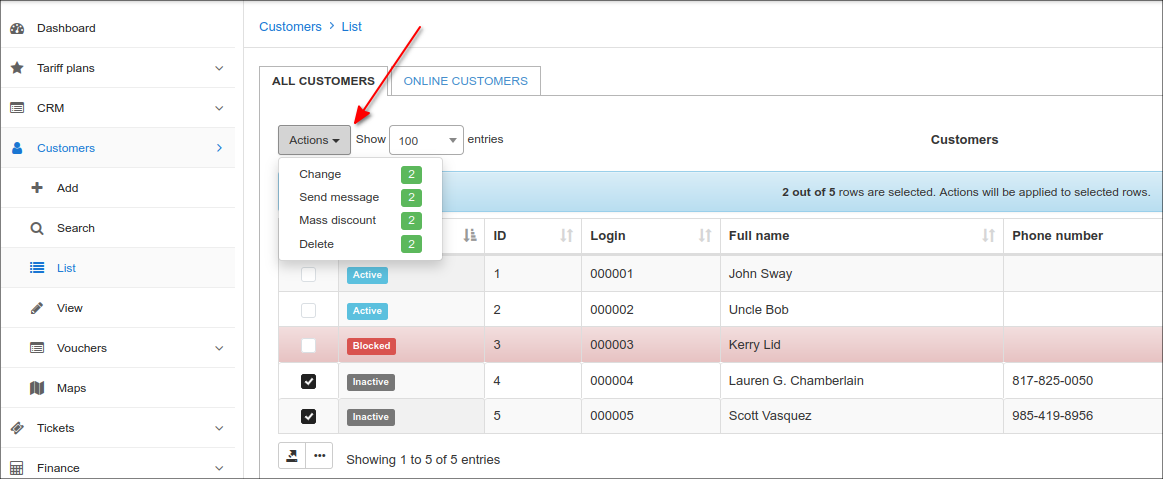 Dashboard
Tariff plans
CRM
Customers
Add
Search
List
View
Vouchers
Maps
Tickets
Finance
Customers > List
ALL CUSTOMERS ONLINE CUSTOMERS
Actions Show 100 entries Customers
Change 2
Send message 2
Mass discount 2
Delete 2
2 out of 5 rows are selected. Actions will be applied to selected rows.
ID Login Full name Phone number
Active 1 000001 John Sway
Active 2 000002 Uncle Bob
Blocked 3 000003 Kerry Lid
Inactive 4 000004 Lauren G. Chamberlain 817-825-0050
Inactive 5 000005 Scott Vasquez 985-419-8956
Showing 1 to 5 of 5 entries